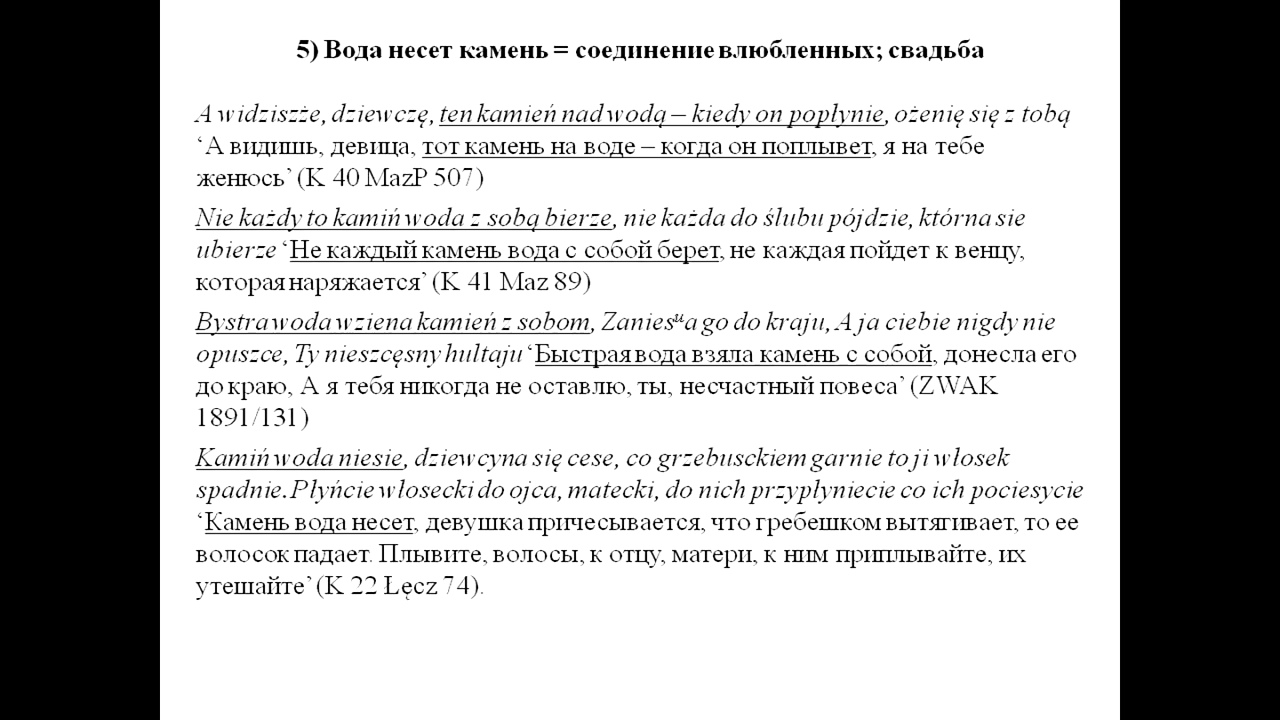 5) Вода несет камень = соединение влюбленных; свадьба
A widziszże, dziewczę, ten kamień nad wodą – kiedy on popłynie, ożenię się z tobą
‘А видишь, девица, тот камень на воде – когда он поплывет, я на тебе
женюсь’ (K 40 MazP 507)
Nie każdy to kamiń woda z sobą bierze, nie każda do ślubu pójdzie, którna sie
ubierze ‘Не каждый камень вода с собой берет, не каждая пойдет к венцу,
которая наряжается’ (K 41 Maz 89)
Bystra woda wziena kamień z sobom, Zaniesᵘa go do kraju, A ja ciebie nigdy nie
opuszce, Ty nieszcęsny hultaju ‘Быстрая вода взяла камень с собой, донесла его
до краю, А я тебя никогда не оставлю, ты, несчастный повеса’ (ZWAK
1891/131)
Kamiń woda niesie, dziewcyna się cese, co grzebusckiem garnie to ji włosek
spadnie. Płyńcie włosecki do ojca, matecki, do nich przypłyniecie co ich pociesycie
‘Камень вода несет, девушка причесывается, что гребешком вытягивает, то ее
волосок падает. Плывите, волосы, к отцу, матери, к ним приплывайте, их
утешайте’ (K 22 Łęcz 74).